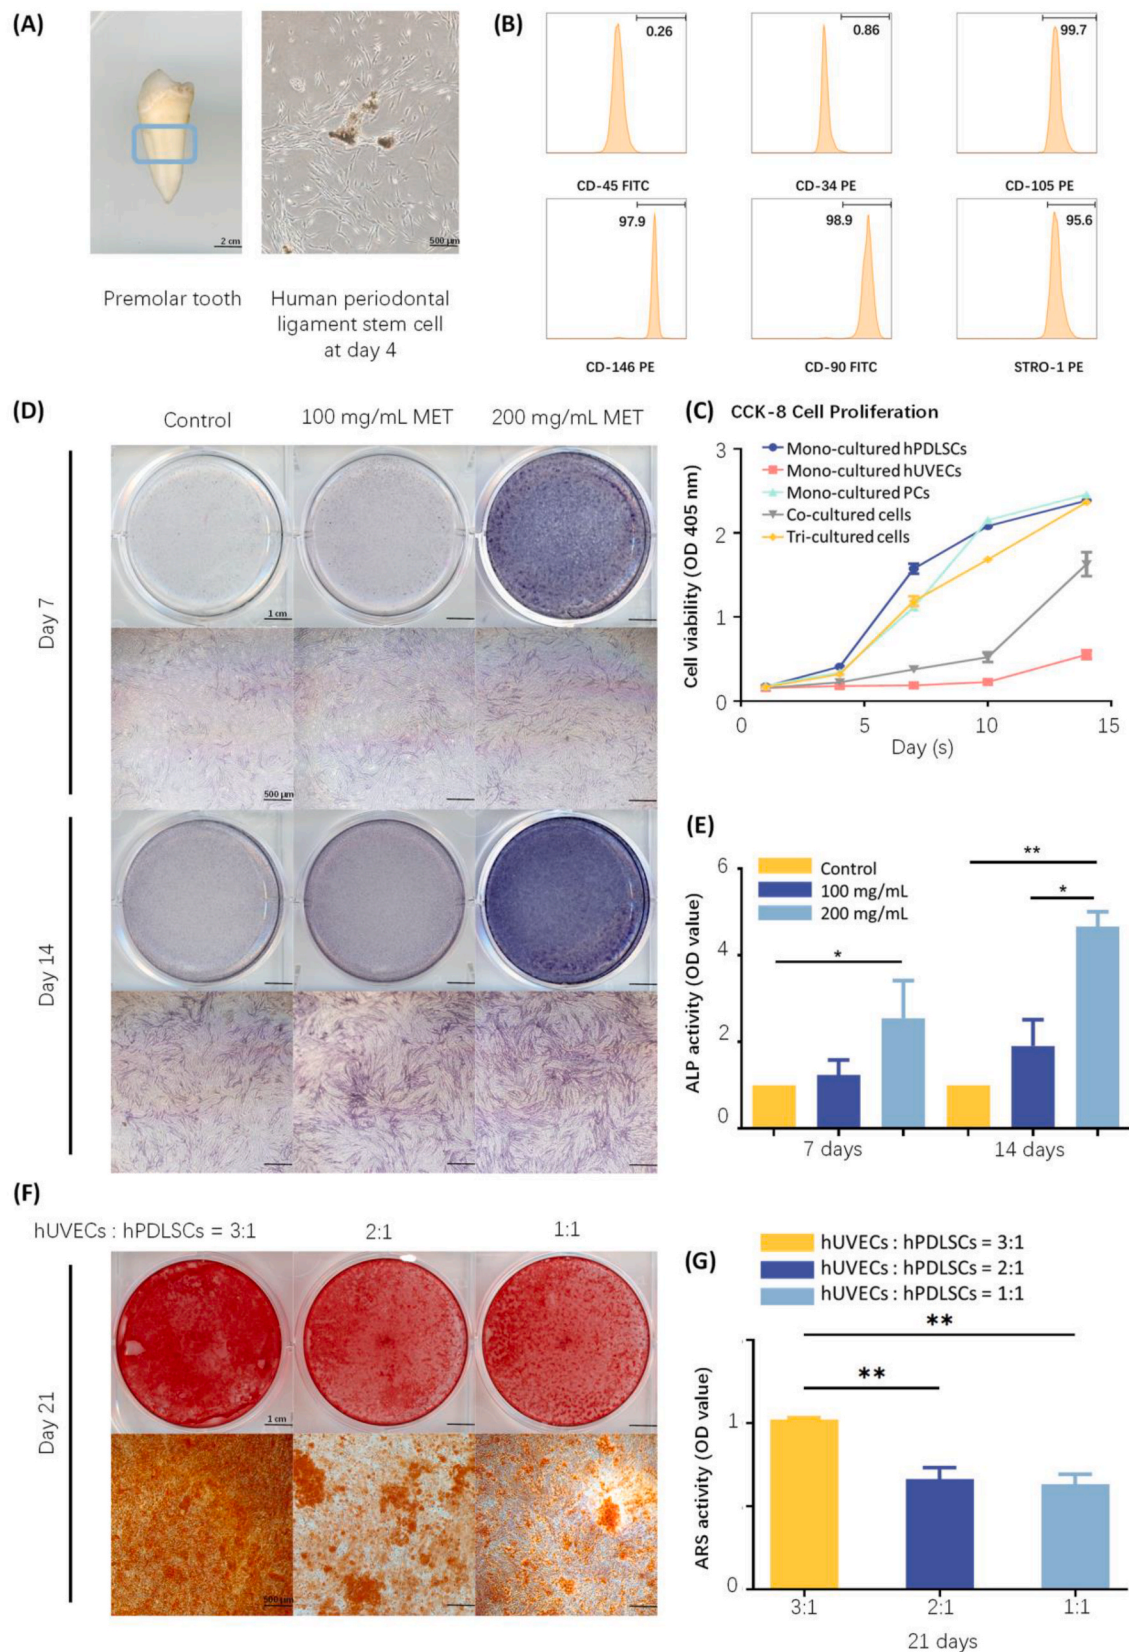 (A)
2 cm
500 μm
Premolar tooth
Human periodontal
ligament stem cell
at day 4
(B)
0.26
0.86
99.7
CD-45 FITC
CD-34 PE
CD-105 PE
97.9
98.9
95.6
CD-146 PE
CD-90 FITC
STRO-1 PE
(D)
Control
100 mg/mL MET
200 mg/mL MET
Day 7
1 cm
500 μm
Day 14
(C) CCK-8 Cell Proliferation
Cell viability (OD 405 nm)
3
2
1
0
Mono-cultured hPDLSCs
Mono-cultured hUVECs
Mono-cultured PCs
Co-cultured cells
Tri-cultured cells
0
5
10
15
Day (s)
(E)
ALP activity (OD value)
6
4
2
0
Control
100 mg/mL
200 mg/mL
*
**
*
7 days
14 days
(F)
hUVECs : hPDLSCs = 3:1
2:1
1:1
Day 21
1 cm
500 μm
(G)
hUVECs : hPDLSCs = 3:1
hUVECs : hPDLSCs = 2:1
hUVECs : hPDLSCs = 1:1
ARS activity (OD value)
1
1
0
**
**
3:1
2:1
1:1
21 days